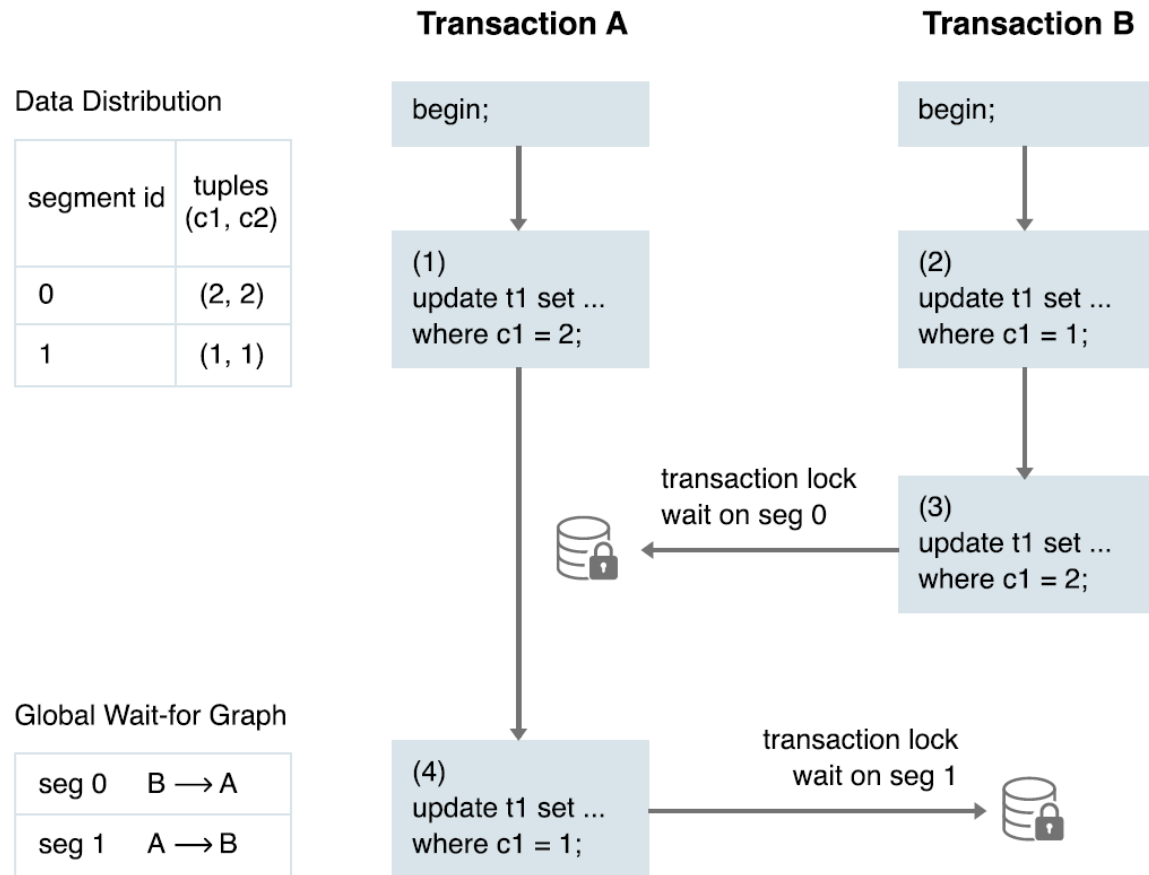 Transaction A
Transaction B
Data Distribution
segment id
tuples
(c1, c2)
0
(2, 2)
1
(1, 1)
begin;
begin;
(1)
update t1 set ...
where c1 = 2;
(2)
update t1 set ...
where c1 = 1;
transaction lock
wait on seg 0
(3)
update t1 set ...
where c1 = 2;
Global Wait-for Graph
seg 0 B → A
seg 1 A → B
(4)
update t1 set ...
where c1 = 1;
transaction lock
wait on seg 1